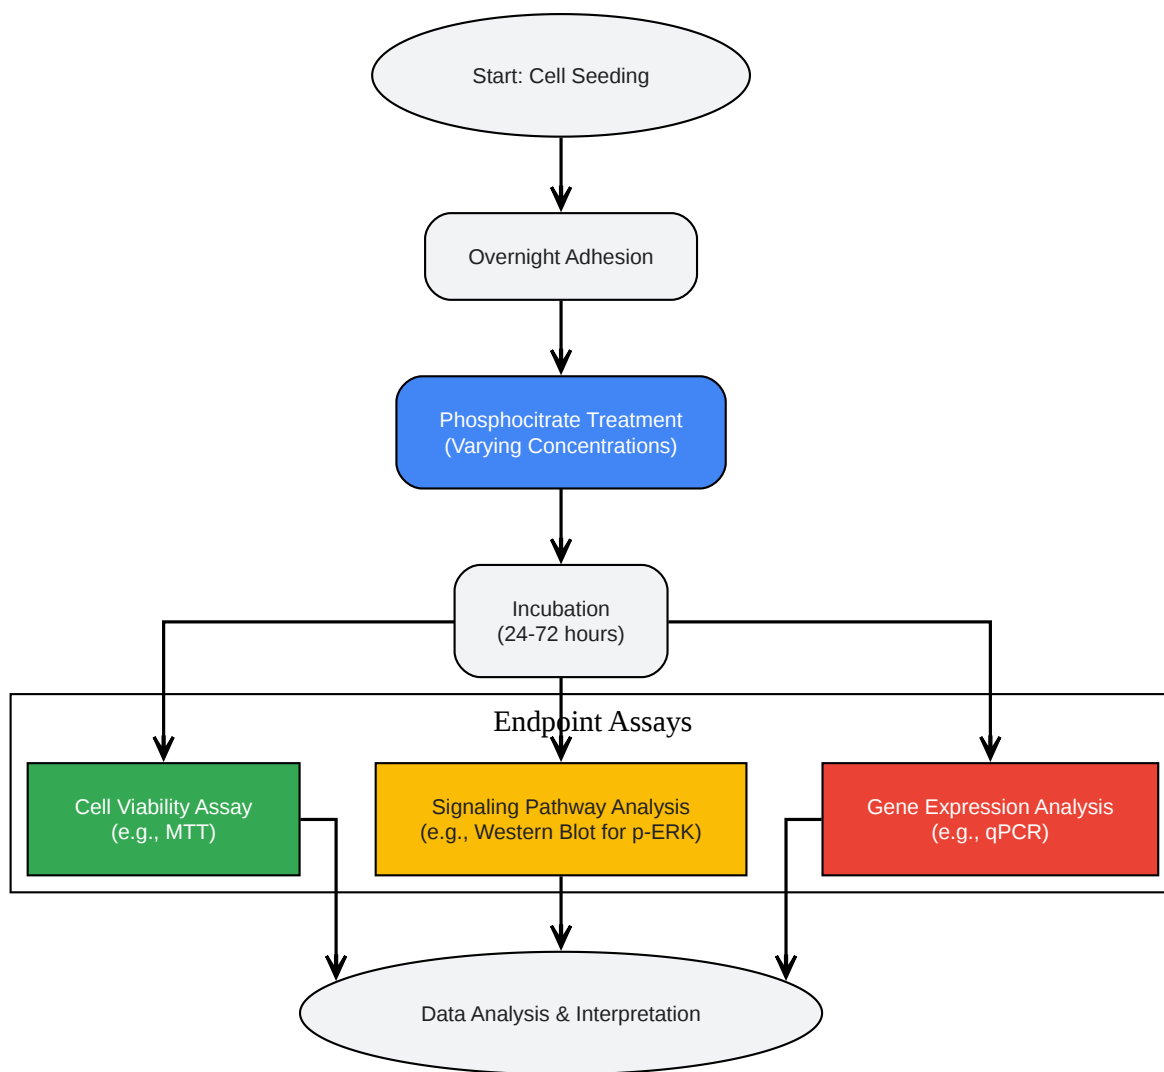 Start: Cell Seeding
Overnight Adhesion
Phosphocitrate Treatment
(Varying Concentrations)
Incubation
(24-72 hours)
Endpoint Assays
Cell Viability Assay
(e.g., MTT)
Signaling Pathway Analysis
(e.g., Western Blot for p-ERK)
Gene Expression Analysis
(e.g., qPCR)
Data Analysis & Interpretation